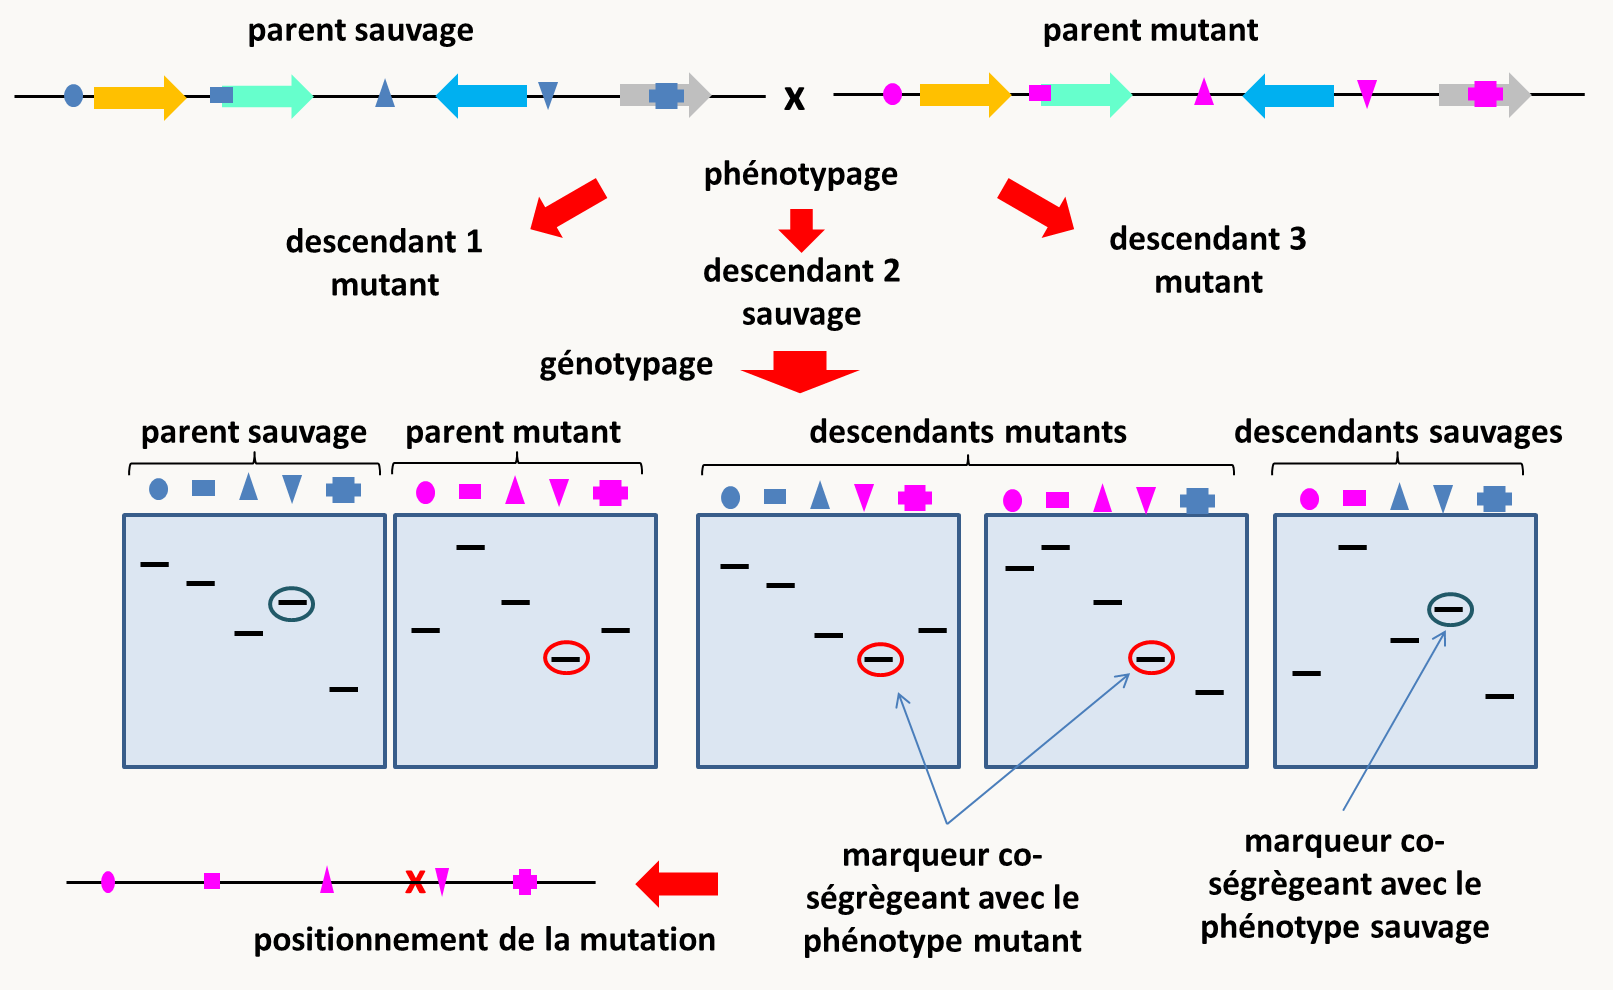 parent sauvage
parent mutant
x
phénotypage
descendant 1
mutant
descendant 2
sauvage
descendant 3
mutant
génotypage
parent sauvage
parent mutant
descendants mutants
descendants sauvages
x
positionnement de la mutation
marqueur co-
ségrègeant avec le
phénotype mutant
marqueur co-
ségrègeant avec le
phénotype sauvage